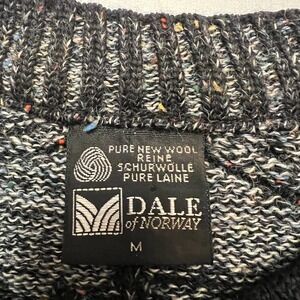 PURE NEW WOOL
REINE
SCHURWOLLE
PURE LAINE
DALE
of NORWAY
M